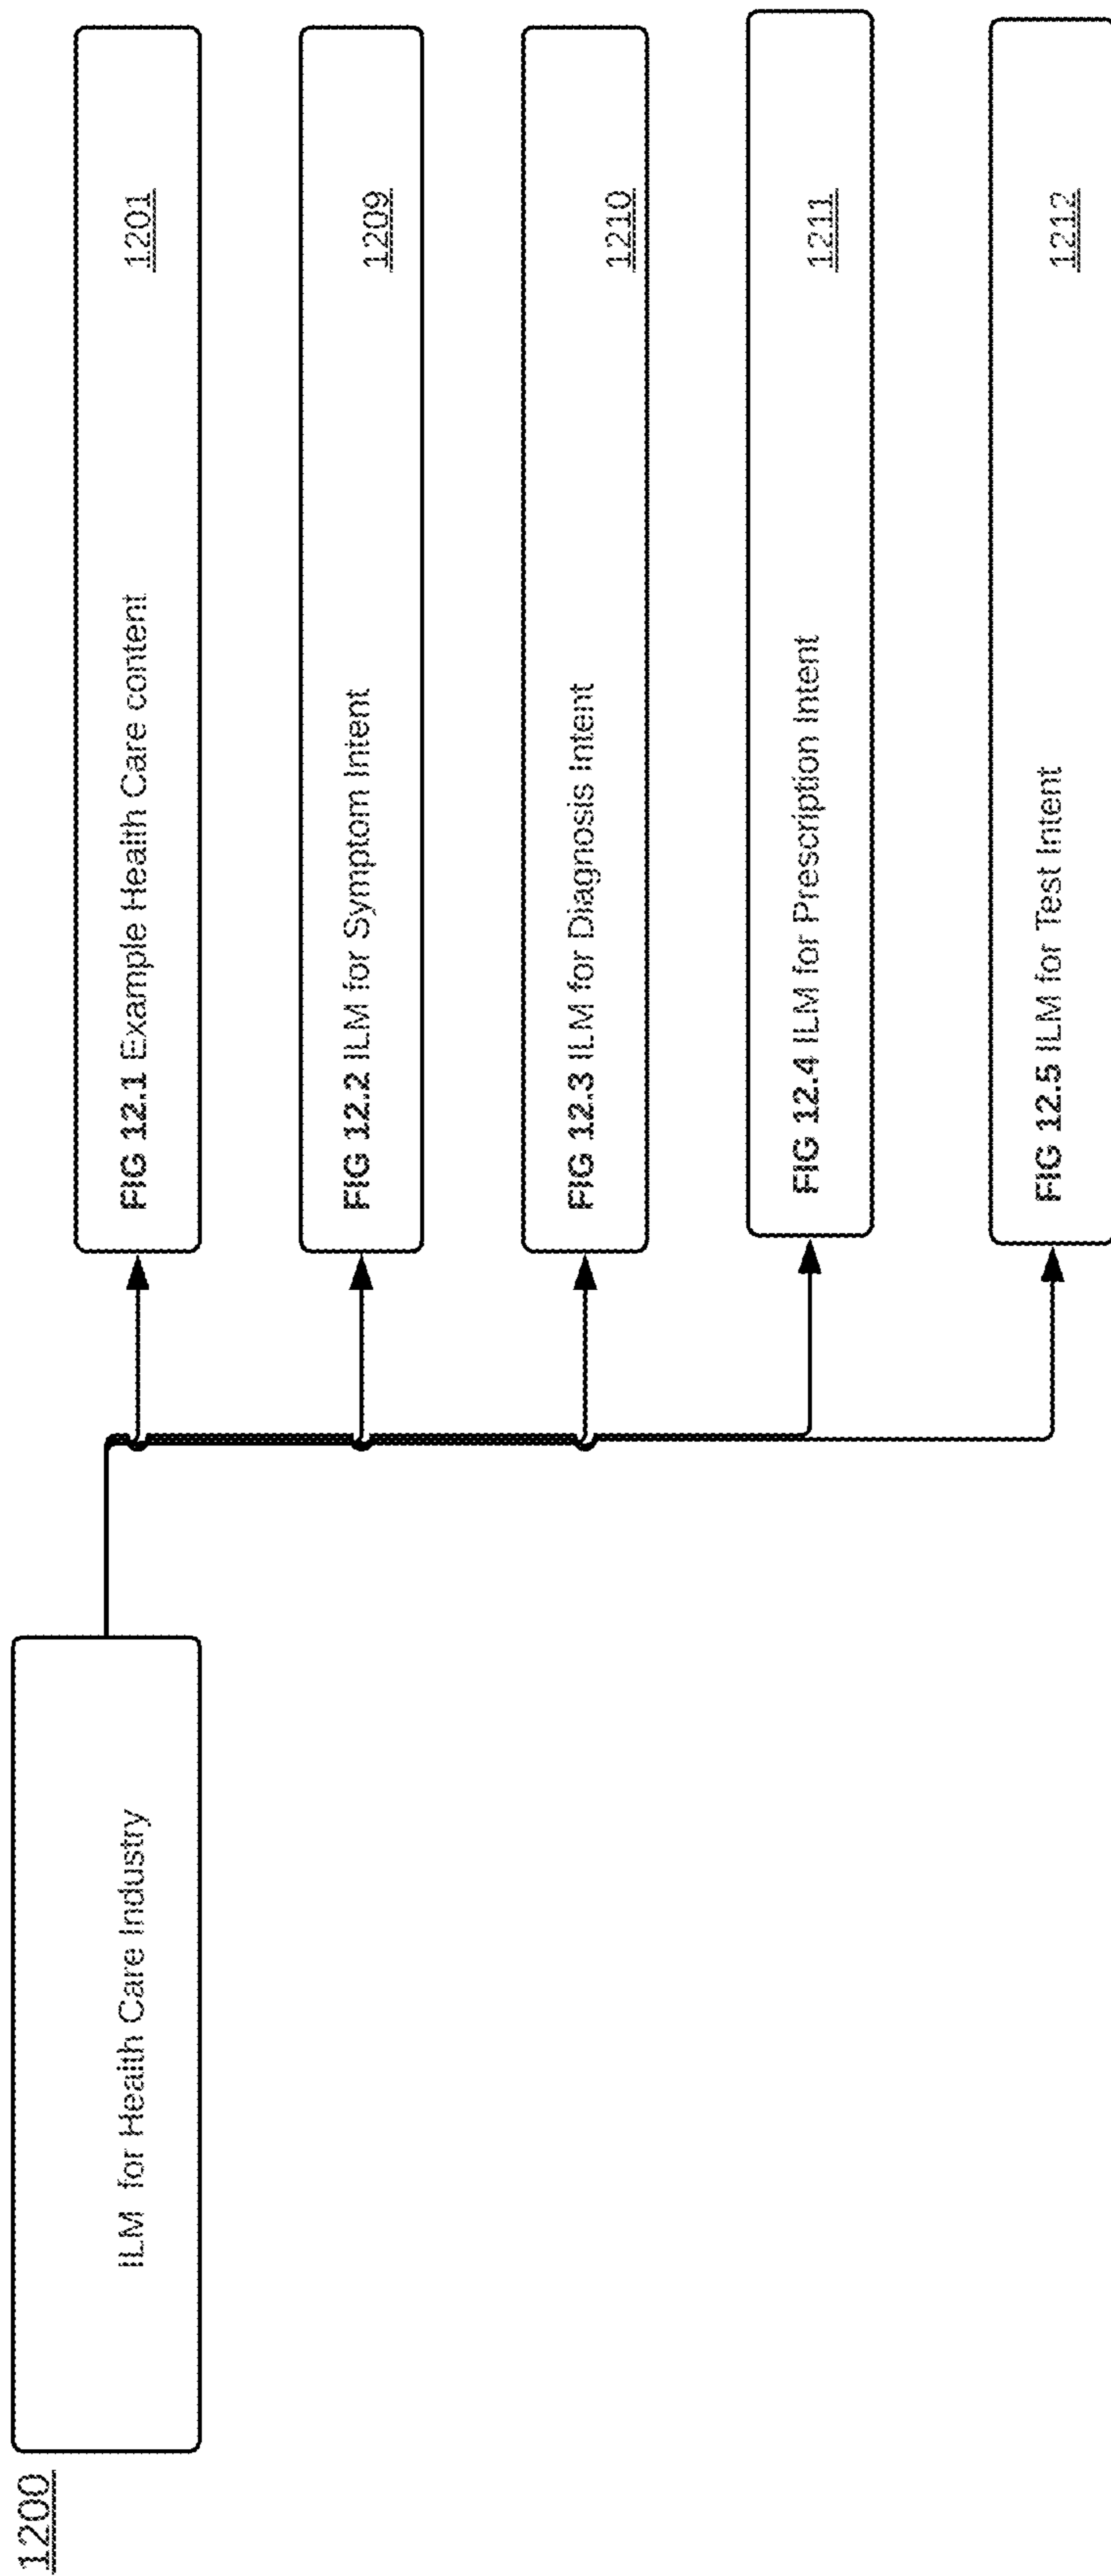 1200
ILM for Health Care Industry
FIG 12.1 Example Health Care content
1201
FIG 12.2 ILM for Symptom Intent
1209
FIG 12.3 ILM for Diagnosis Intent
1210
FIG 12.4 ILM for Prescription Intent
1211
FIG 12.5 ILM for Test Intent
1212